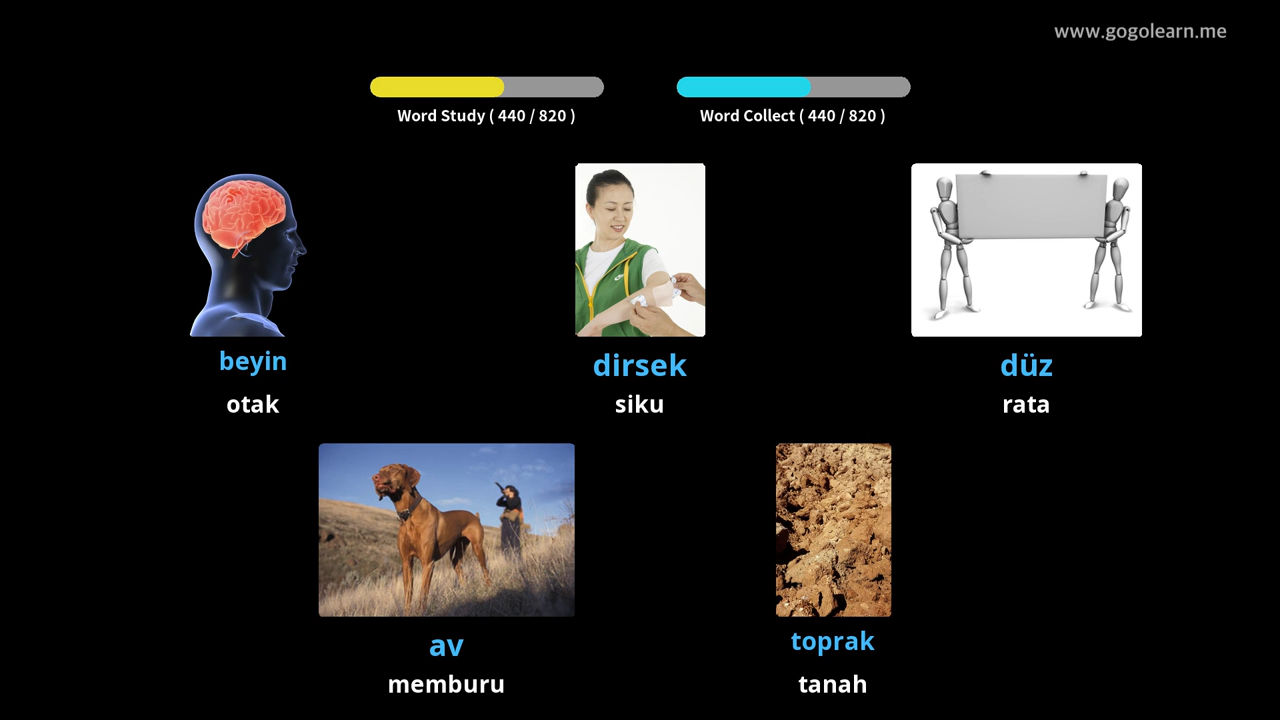 www.gogolearn.me
Word Study ( 440 / 820 )
Word Collect ( 440 / 820 )
beyin
otak
dirsek
siku
düz
rata
av
memburu
toprak
tanah